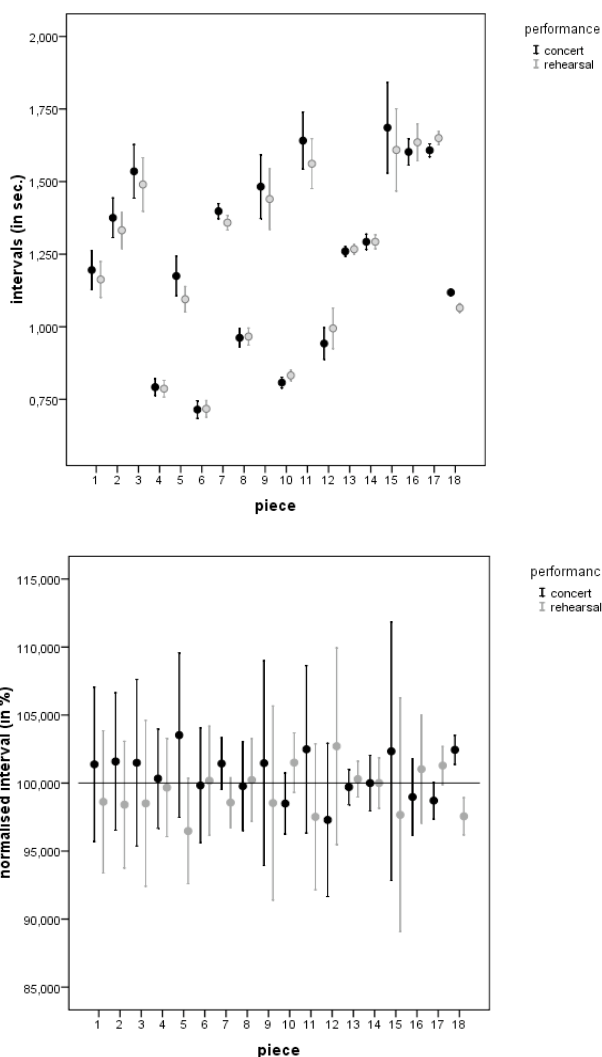 performance
concert
rehearsal
2,000
1,750
1,500
1,250
1,000
0,750
intervals (in sec.)
1 2 3 4 5 6 7 8 9 10 11 12 13 14 15 16 17 18
piece
performanc
concert
rehearsal
115,000
110,000
105,000
100,000
95,000
90,000
85,000
normalised interval (in %)
1 2 3 4 5 6 7 8 9 10 11 12 13 14 15 16 17 18
piece